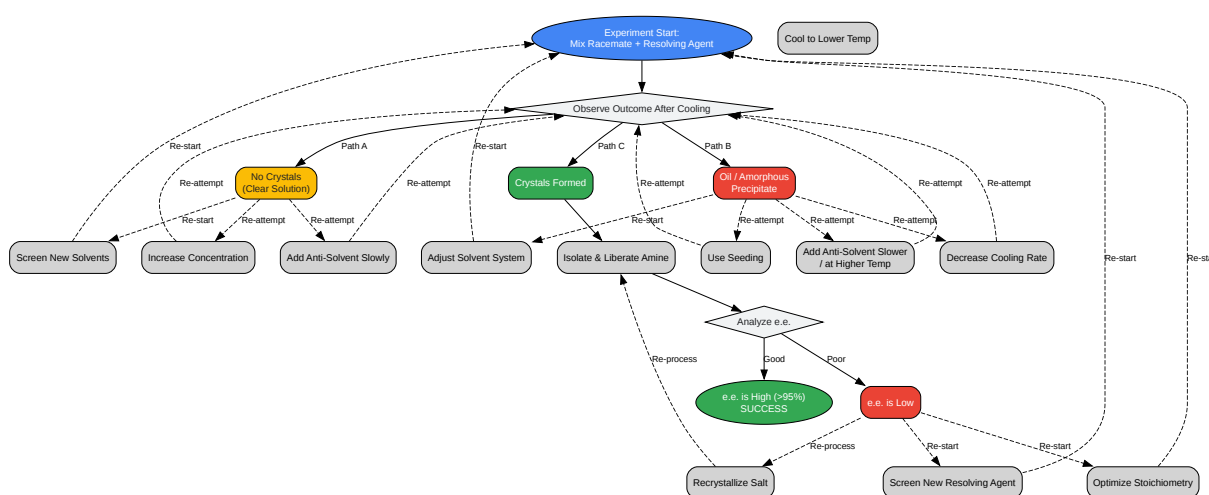 Experiment Start:
Mix Racemate + Resolving Agent
Cool to Lower Temp
Observe Outcome After Cooling
Path A
Path C
Path B
Re-start
Re-start
No Crystals
(Clear Solution)
Crystals Formed
Oil / Amorphous
Precipitate
Re-attempt
Re-attempt
Re-attempt
Re-attempt
Re-attempt
Re-start
Re-attempt
Re-attempt
Re-start
Re-attempt
Re-attempt
Re-attempt
Screen New Solvents
Increase Concentration
Add Anti-Solvent Slowly
Adjust Solvent System
Isolate & Liberate Amine
Use Seeding
Add Anti-Solvent Slower
/ at Higher Temp
Decrease Cooling Rate
Re-start
Re-st
Analyze e.e.
Re-process
Good
Poor
e.e. is High (>95%)
SUCCESS
e.e. is Low
Re-process
Re-start
Re-start
Recrystallize Salt
Screen New Resolving Agent
Optimize Stoichiometry